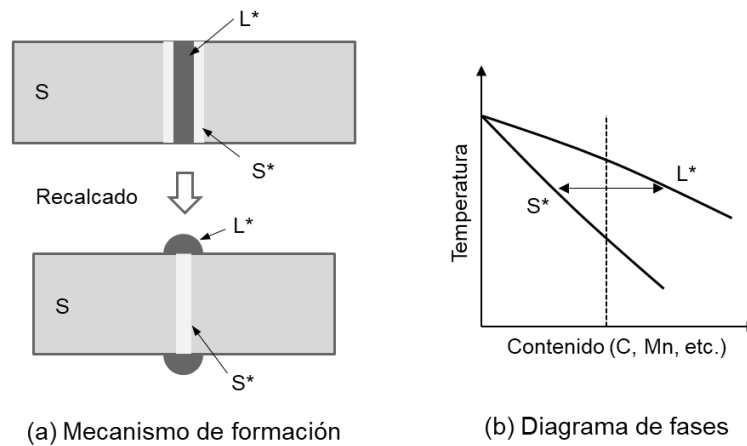 L*
S
S*
Recalcado
L*
S
S*
(a) Mecanismo de formación
Temperatura
L*
S*
Contenido (C, Mn, etc.)
(b) Diagrama de fases